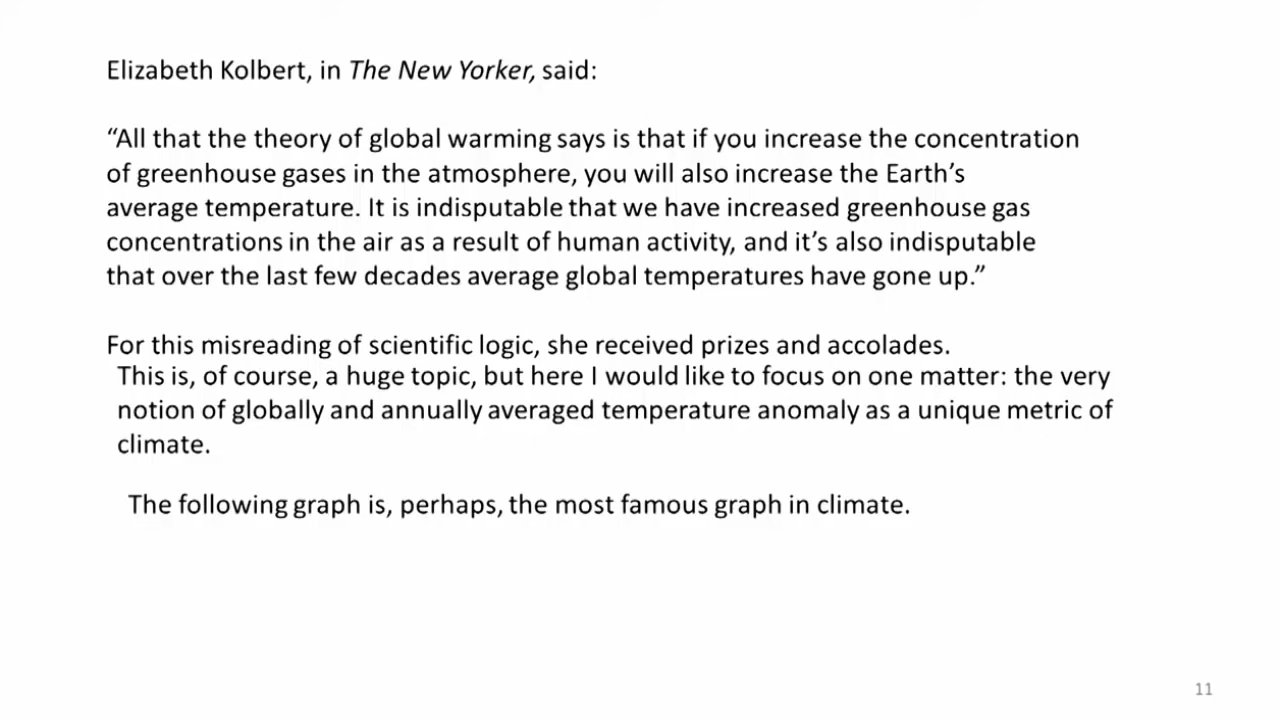 Elizabeth Kolbert, in The New Yorker, said:
“All that the theory of global warming says is that if you increase the concentration
of greenhouse gases in the atmosphere, you will also increase the Earth’s
average temperature. It is indisputable that we have increased greenhouse gas
concentrations in the air as a result of human activity, and it’s also indisputable
that over the last few decades average global temperatures have gone up.”
For this misreading of scientific logic, she received prizes and accolades.
This is, of course, a huge topic, but here I would like to focus on one matter: the very
notion of globally and annually averaged temperature anomaly as a unique metric of
climate.
The following graph is, perhaps, the most famous graph in climate.
11